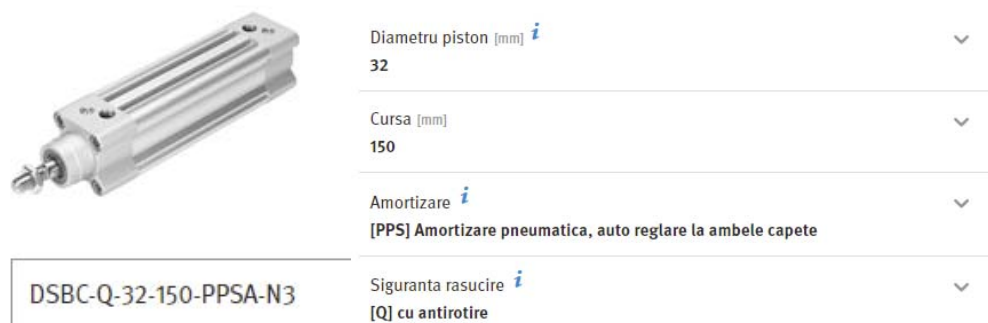 Diametru piston [mm] i
32
Cursa [mm]
150
Amortizare i
[PPS] Amortizare pneumatica, auto reglare la ambele capete
DSBC-Q-32-150-PPSA-N3
Siguranta rasucire i
[Q] cu antirotire